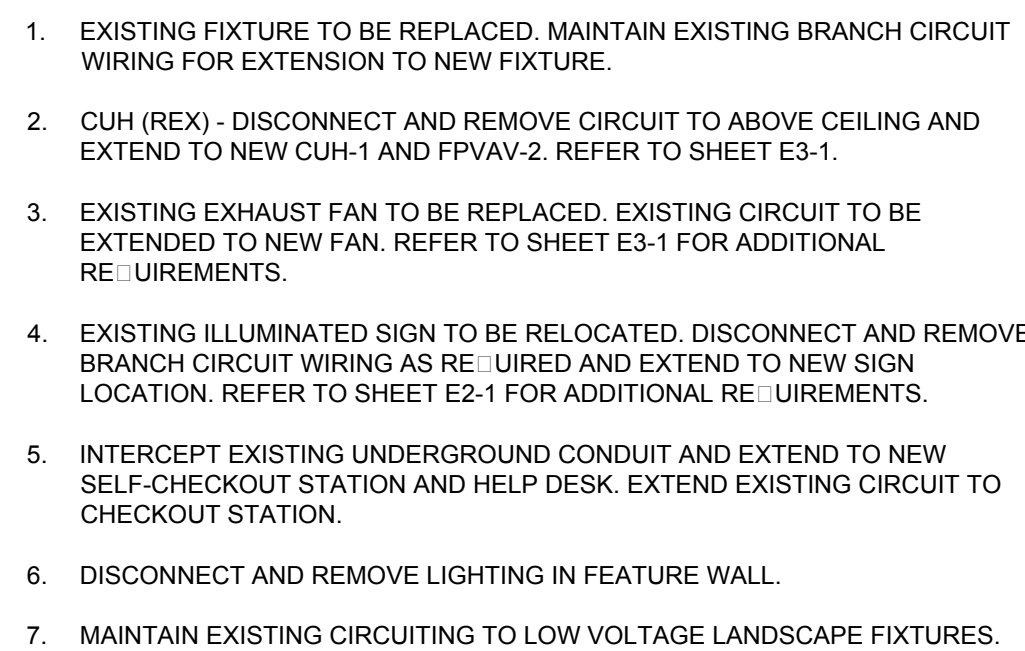 1. EXISTING FIXTURE TO BE REPLACED. MAINTAIN EXISTING BRANCH CIRCUIT
WIRING FOR EXTENSION TO NEW FIXTURE.
2. CUH (REX) - DISCONNECT AND REMOVE CIRCUIT TO ABOVE CEILING AND
EXTEND TO NEW CUH-1 AND FPVAV-2. REFER TO SHEET E3-1.
3. EXISTING EXHAUST FAN TO BE REPLACED. EXISTING CIRCUIT TO BE
EXTENDED TO NEW FAN. REFER TO SHEET E3-1 FOR ADDITIONAL
RE□UIREMENTS.
4. EXISTING ILLUMINATED SIGN TO BE RELOCATED. DISCONNECT AND REMOVE
BRANCH CIRCUIT WIRING AS RE□UIRED AND EXTEND TO NEW SIGN
LOCATION. REFER TO SHEET E2-1 FOR ADDITIONAL RE□UIREMENTS.
5. INTERCEPT EXISTING UNDERGROUND CONDUIT AND EXTEND TO NEW
SELF-CHECKOUT STATION AND HELP DESK. EXTEND EXISTING CIRCUIT TO
CHECKOUT STATION.
6. DISCONNECT AND REMOVE LIGHTING IN FEATURE WALL.
7. MAINTAIN EXISTING CIRCUITING TO LOW VOLTAGE LANDSCAPE FIXTURES.